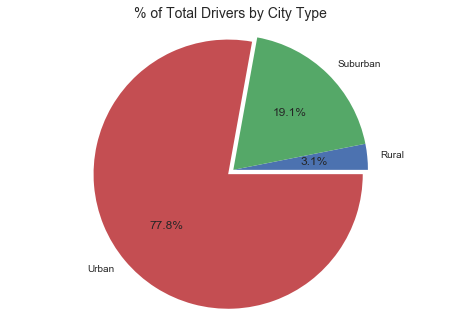 % of Total Drivers by City Type
Suburban
19.1%
Rural
3.1%
77.8%
Urban